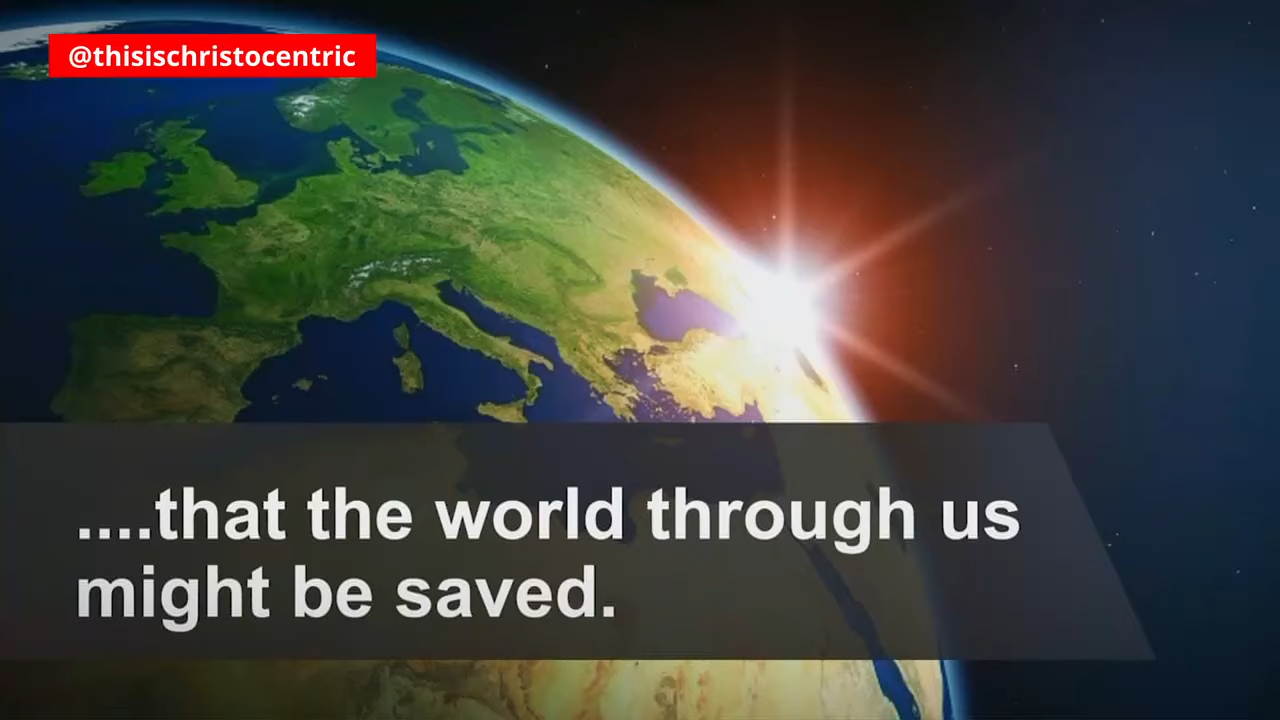 @thisischristocentric
....that the world through us
might be saved.